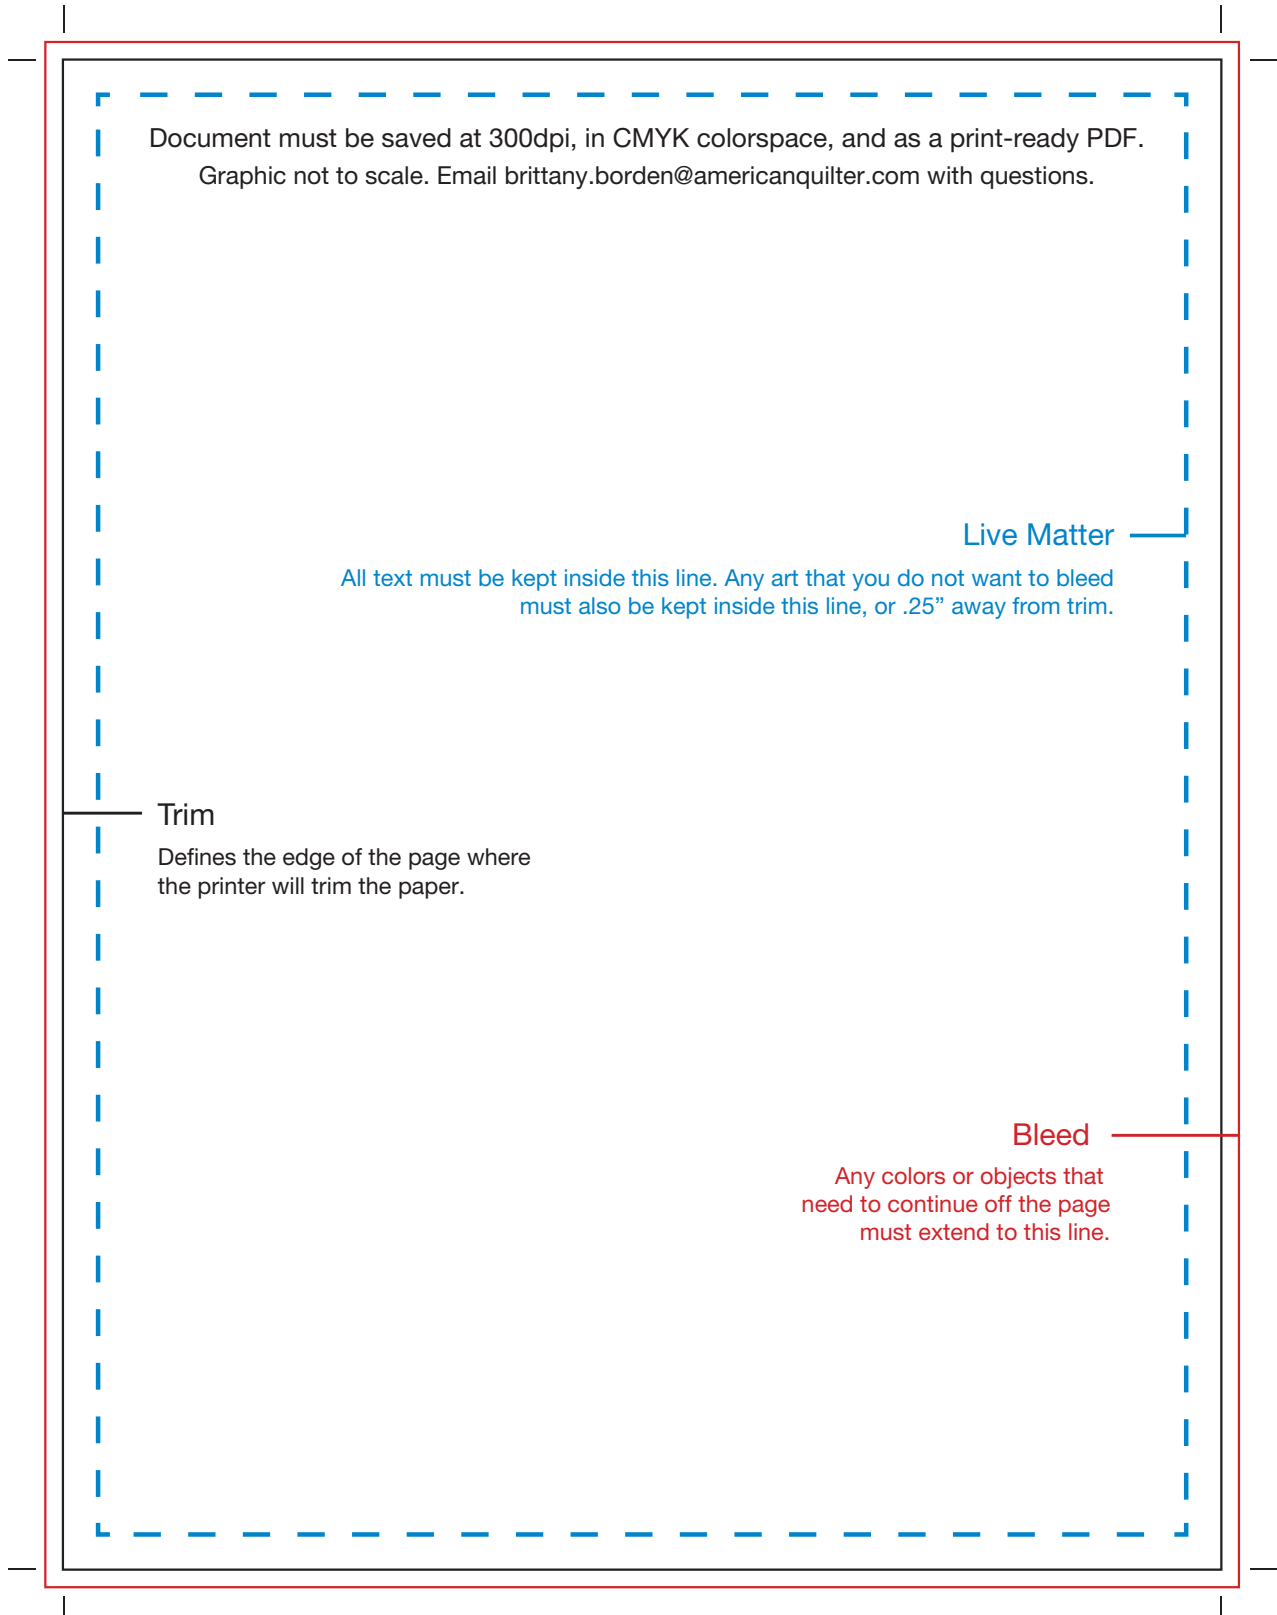 Document must be saved at 300dpi, in CMYK colorspace, and as a print-ready PDF.
Graphic not to scale. Email brittany.borden@americanquilter.com with questions.
Live Matter
All text must be kept inside this line. Any art that you do not want to bleed
must also be kept inside this line, or .25” away from trim.
Trim
Defines the edge of the page where
the printer will trim the paper.
Bleed
Any colors or objects that
need to continue off the page
must extend to this line.